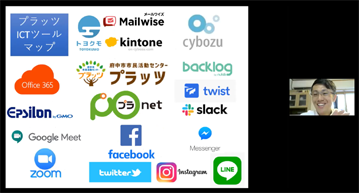 プラッツ
ICTツール
マップ
トヨクモ
メールワイズ
Mailwise
kintone
cybozu
Office 365
府中市市民活動センター
プラッツ
backlog
twist
EPSILON by GMO
プラnet
slack
Google Meet
facebook
Messenger
zoom
twitter
Instagram
LINE